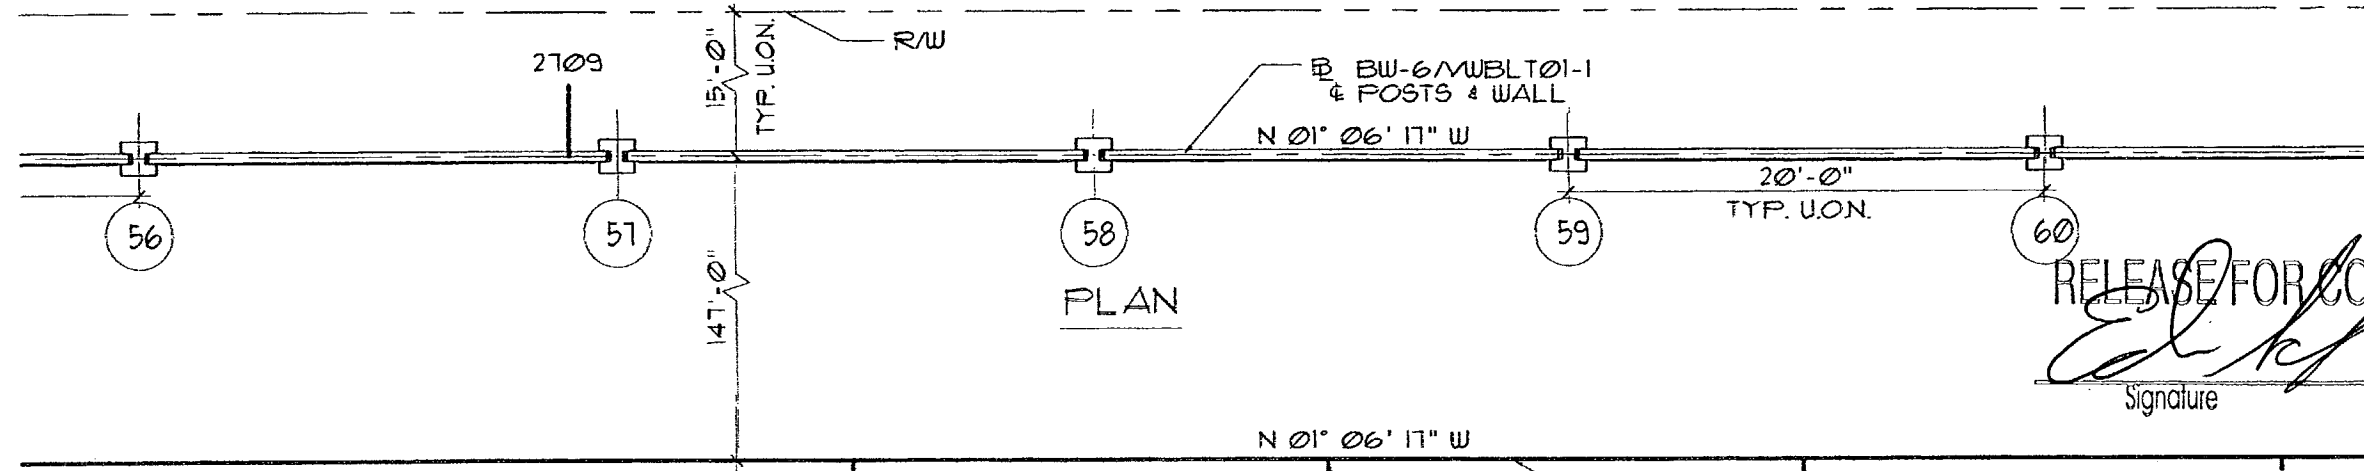 R/W
2709
15'-0"
TYP. U.O.N.
BW-6/VWBLT01-1
℄ POSTS & WALL
N 01° 06' 17" W
20'-0"
TYP. U.O.N.
56
57
58
59
60
147'-0"
PLAN
RELEASE FOR CO
Signature
N 01° 06' 17" W